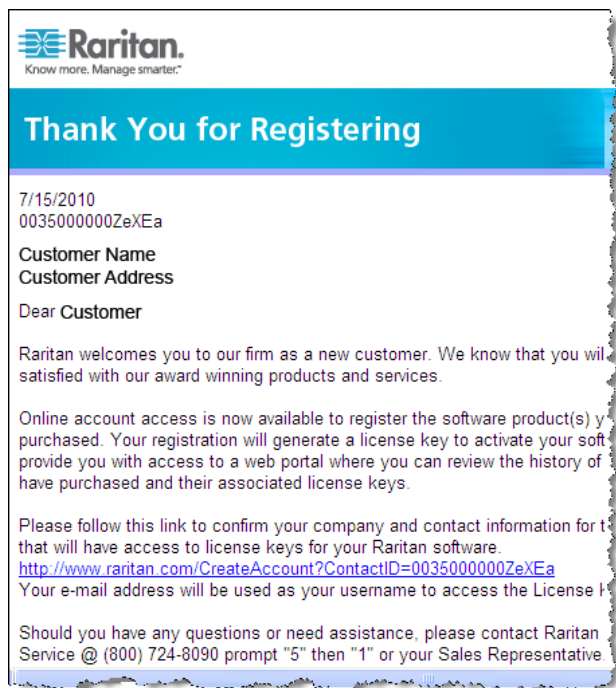 Raritan.
Know more. Manage smarter.™
Thank You for Registering
7/15/2010
0035000000ZeXEa
Customer Name
Customer Address
Dear Customer
Raritan welcomes you to our firm as a new customer. We know that you wil
satisfied with our award winning products and services.
Online account access is now available to register the software product(s) y
purchased. Your registration will generate a license key to activate your soft
provide you with access to a web portal where you can review the history of
have purchased and their associated license keys.
Please follow this link to confirm your company and contact information for t
that will have access to license keys for your Raritan software.
http://www.raritan.com/CreateAccount?ContactID=0035000000ZeXEa
Your e-mail address will be used as your username to access the License
Should you have any questions or need assistance, please contact Raritan
Service @ (800) 724-8090 prompt "5" then "1" or your Sales Representative.